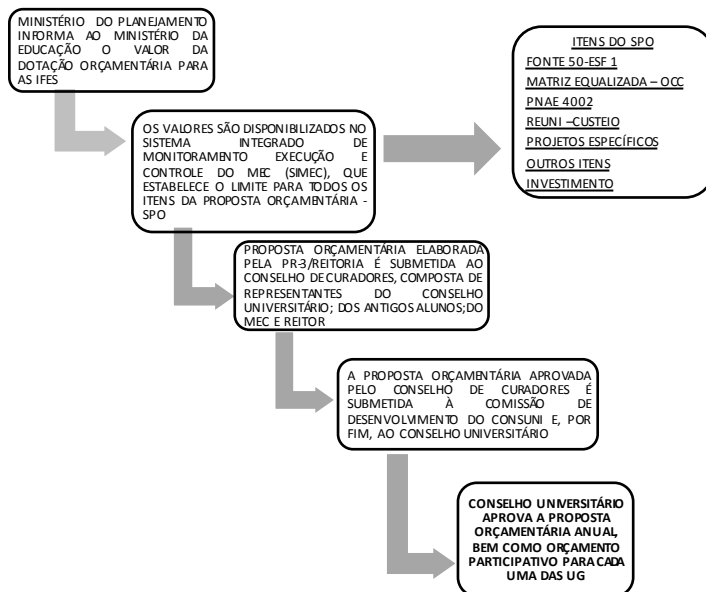 MINISTÉRIO DO PLANEJAMENTO
INFORMA AO MINISTÉRIO DA
EDUCAÇÃO O VALOR DA
DOTAÇÃO ORÇAMENTÁRIA PARA
AS IFES
ITENS DO SPO
FONTE 50-ESF 1
MATRIZ EQUALIZADA – OCC
PNAE 4002
REUNI –CUSTEIO
PROJETOS ESPECÍFICOS
OUTROS ITENS
INVESTIMENTO
OS VALORES SÃO DISPONIBILIZADOS NO
SISTEMA INTEGRADO DE
MONITORAMENTO EXECUÇÃO E
CONTROLE DO MEC (SIMEC), QUE
ESTABELECE O LIMITE PARA TODOS OS
ITENS DA PROPOSTA ORÇAMENTÁRIA -
SPO
PROPOSTA ORÇAMENTÁRIA ELABORADA
PELA PR-3/REITORIA É SUBMETIDA AO
CONSELHO DE CURADORES, COMPOSTA DE
REPRESENTANTES DO CONSELHO
UNIVERSITÁRIO; DOS ANTIGOS ALUNOS;DO
MEC E REITOR
A PROPOSTA ORÇAMENTÁRIA APROVADA
PELO CONSELHO DE CURADORES É
SUBMETIDA À COMISSÃO DE
DESENVOLVIMENTO DO CONSUNI E, POR
FIM, AO CONSELHO UNIVERSITÁRIO
CONSELHO UNIVERSITÁRIO
APROVA A PROPOSTA
ORÇAMENTÁRIA ANUAL,
BEM COMO ORÇAMENTO
PARTICIPATIVO PARA CADA
UMA DAS UG